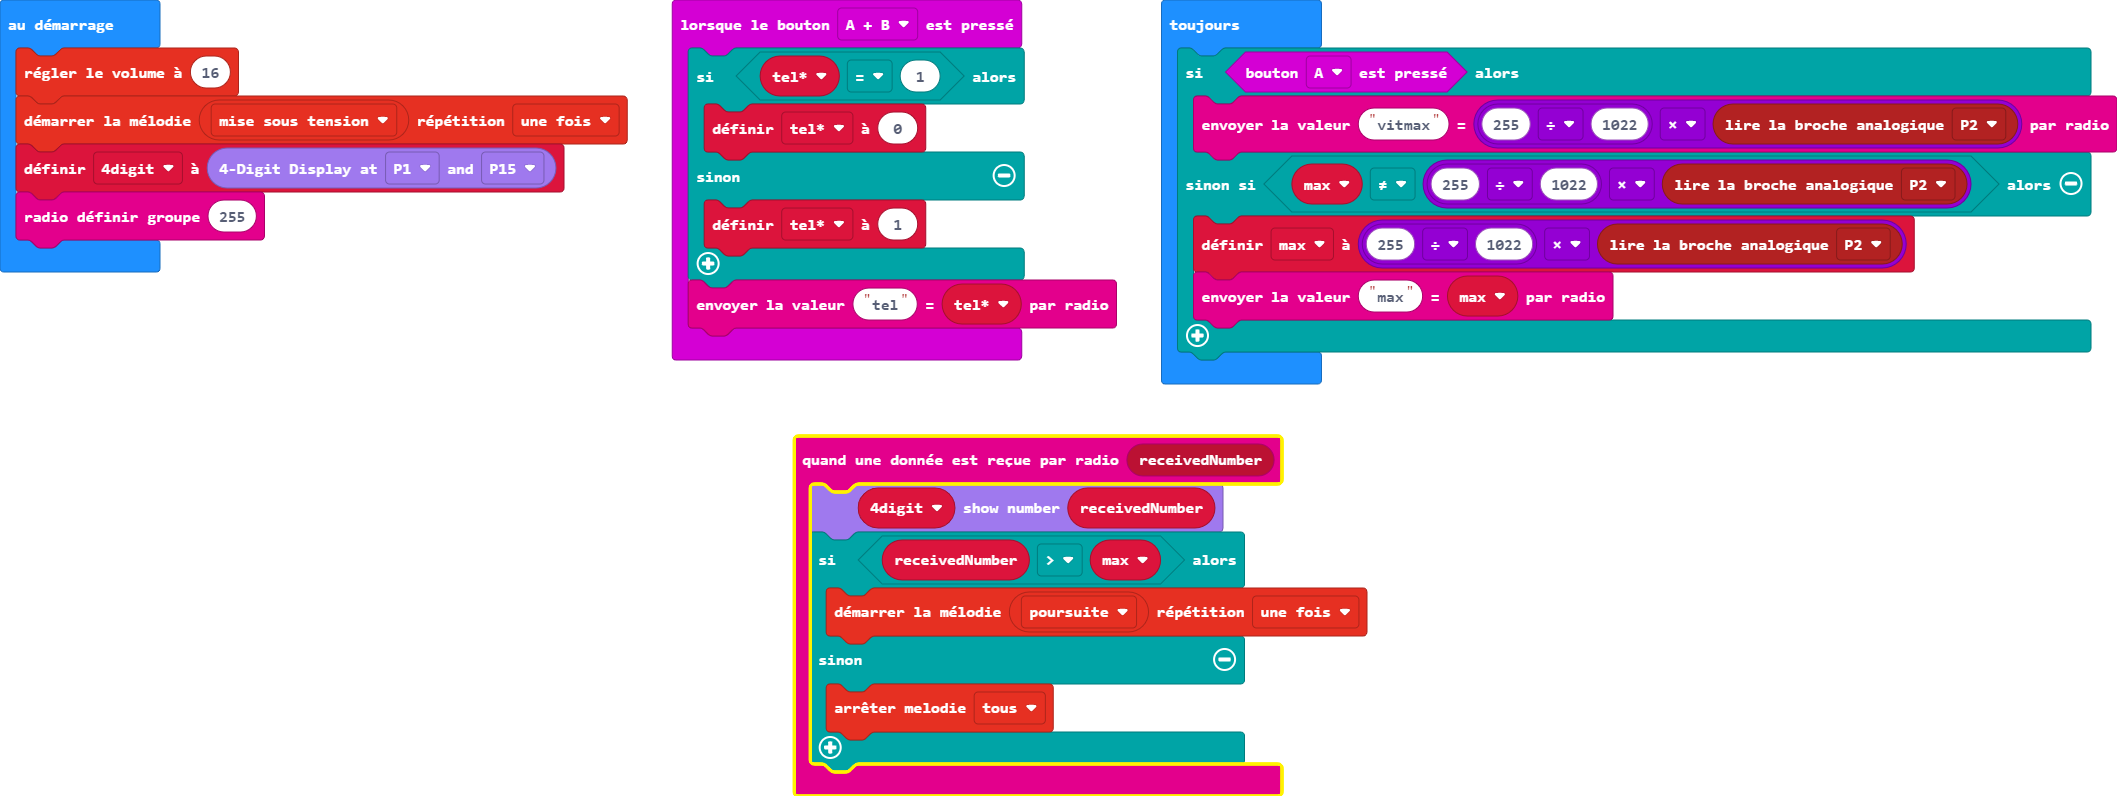 au démarrage
régler le volume à 16
démarrer la mélodie mise sous tension répétition une fois
définir 4digit à 4-Digit Display at P1 and P15
radio définir groupe 255
lorsque le bouton A + B est pressé
si tel* = 1 alors
définir tel* à 0
sinon
définir tel* à 1
envoyer la valeur "tel" = tel* par radio
toujours
si bouton A est pressé alors
envoyer la valeur "vitmax" = 255 ÷ 1022 × lire la broche analogique P2 par radio
sinon si max ≠ 255 ÷ 1022 × lire la broche analogique P2 alors
définir max à 255 ÷ 1022 × lire la broche analogique P2
envoyer la valeur "max" = max par radio
quand une donnée est reçue par radio receivedNumber
4digit show number receivedNumber
si receivedNumber > max alors
démarrer la mélodie poursuite répétition une fois
sinon
arrêter melodie tous